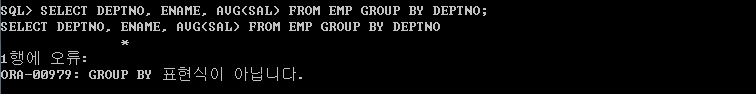 SQL> SELECT DEPTNO, ENAME, AVG(SAL) FROM EMP GROUP BY DEPTNO;
SELECT DEPTNO, ENAME, AVG(SAL) FROM EMP GROUP BY DEPTNO
*
1행에 오류:
ORA-00979: GROUP BY 표현식이 아닙니다.